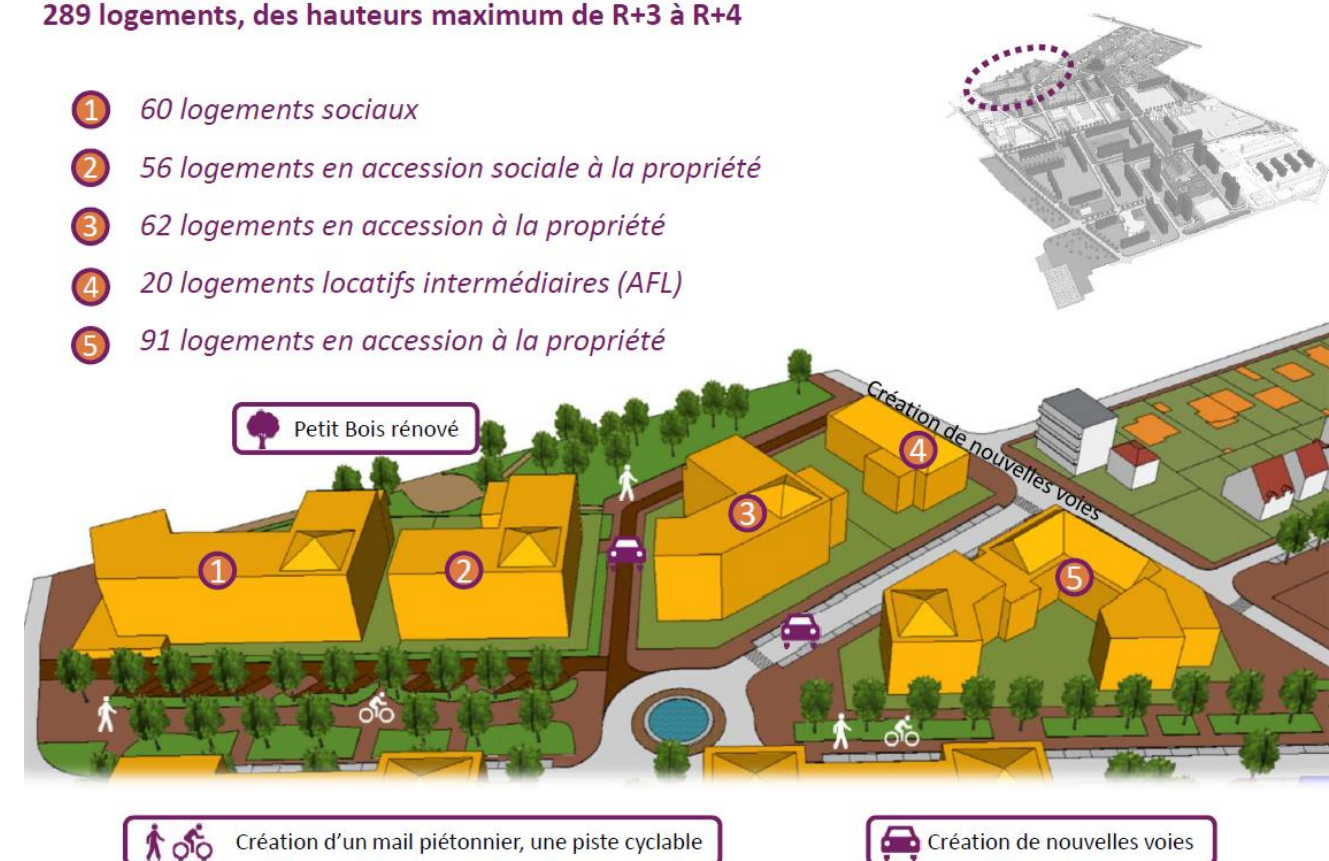 289 logements, des hauteurs maximum de R+3 à R+4
1 60 logements sociaux
2 56 logements en accession sociale à la propriété
3 62 logements en accession à la propriété
4 20 logements locatifs intermédiaires (AFL)
5 91 logements en accession à la propriété
Petit Bois rénové
Création de nouvelles voies
4
3
1
2
5
Création d'un mail piétonnier, une piste cyclable
Création de nouvelles voies